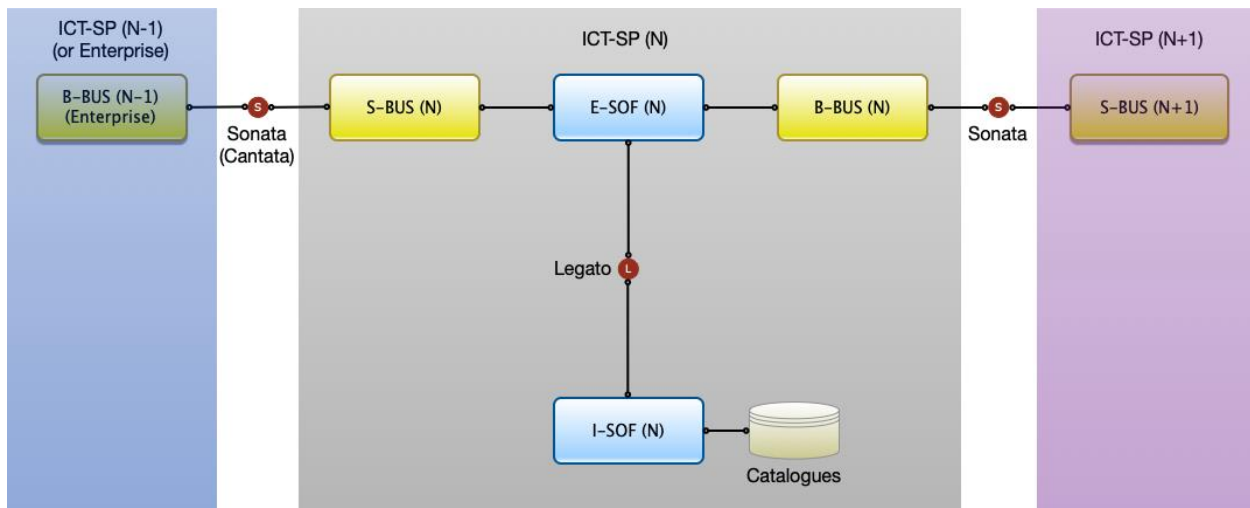 ICT-SP (N-1)
(or Enterprise)
ICT-SP (N)
ICT-SP (N+1)
B-BUS (N-1)
(Enterprise)
S
Sonata
(Cantata)
S-BUS (N)
E-SOF (N)
B-BUS (N)
S
Sonata
S-BUS (N+1)
Legato
L
I-SOF (N)
Catalogues